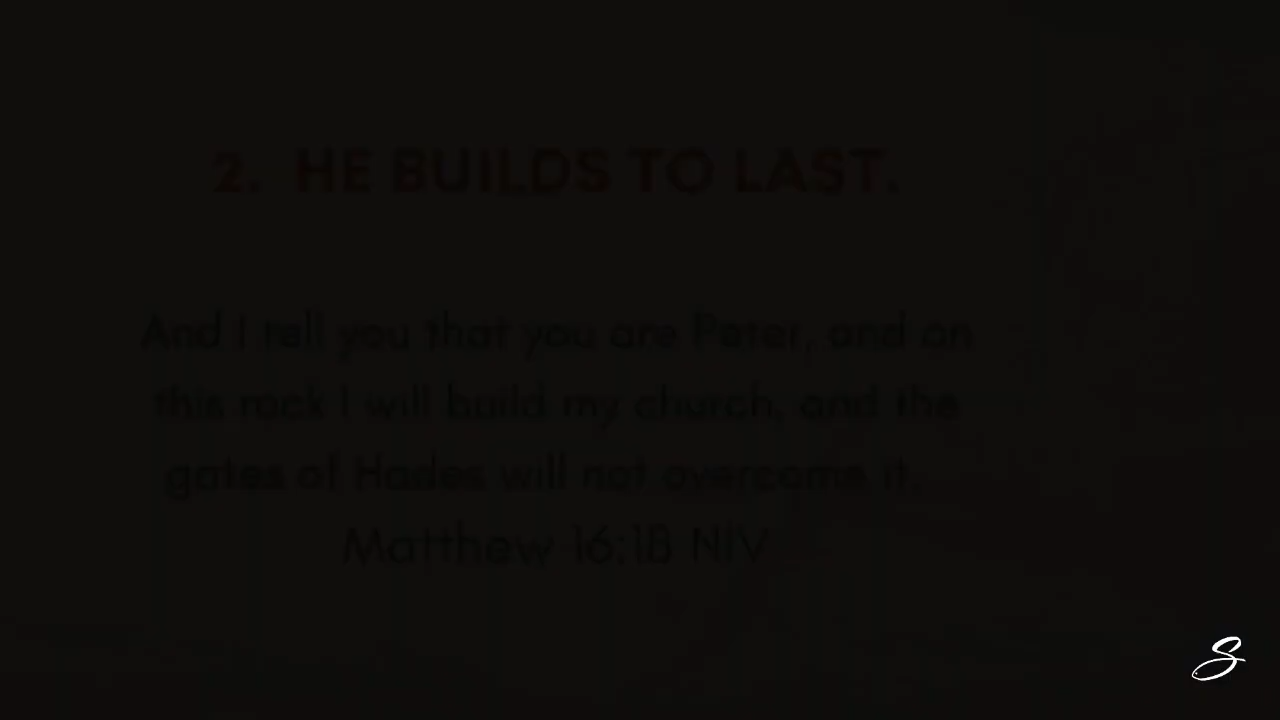 2. HE BUILDS TO LAST.
And I tell you that you are Peter, and on
this rock I will build my church, and the
gates of Hades will not overcome it.
Matthew 16:18 NIV
S